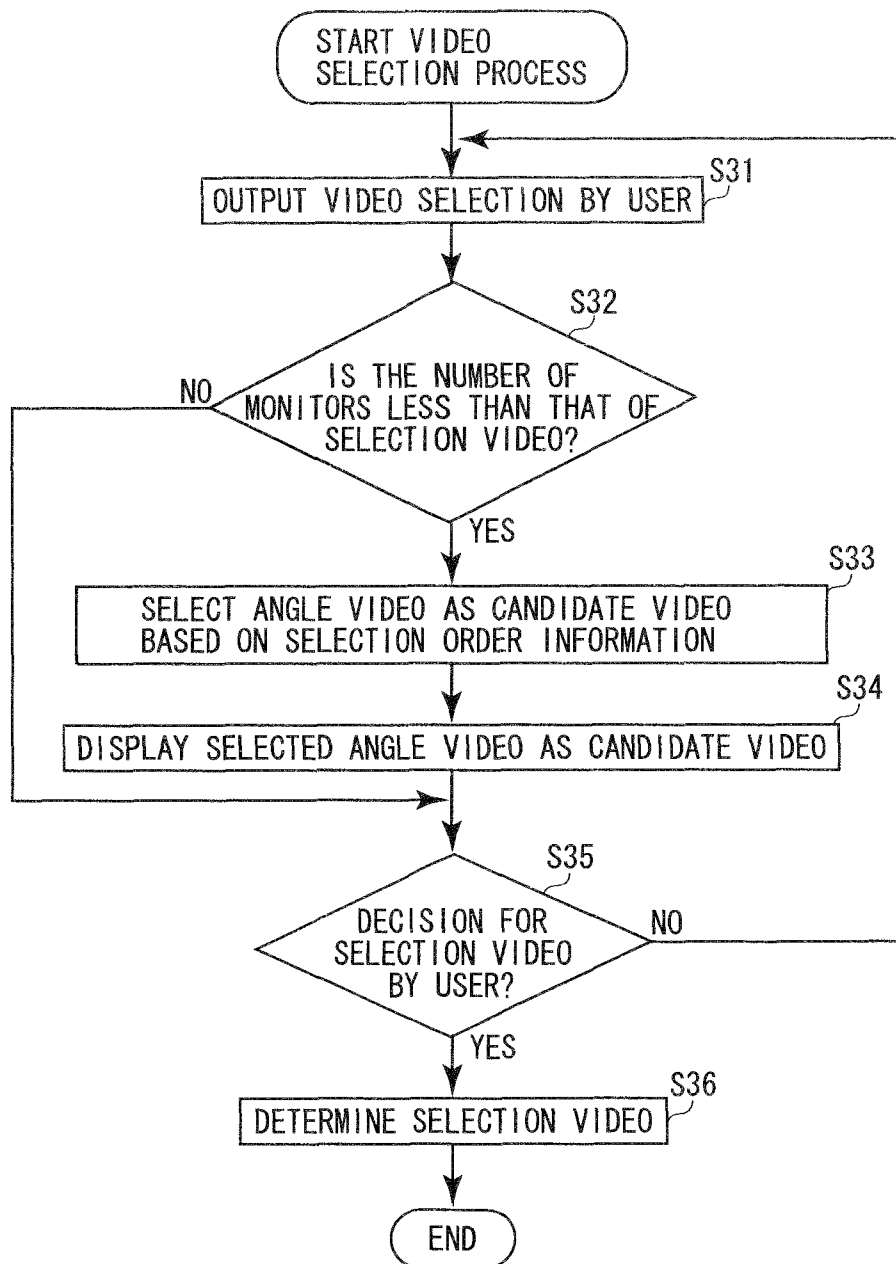 START VIDEO
SELECTION PROCESS
S31
OUTPUT VIDEO SELECTION BY USER
S32
NO
IS THE NUMBER OF
MONITORS LESS THAN THAT OF
SELECTION VIDEO?
YES
S33
SELECT ANGLE VIDEO AS CANDIDATE VIDEO
BASED ON SELECTION ORDER INFORMATION
S34
DISPLAY SELECTED ANGLE VIDEO AS CANDIDATE VIDEO
S35
NO
DECISION FOR
SELECTION VIDEO
BY USER?
YES
S36
DETERMINE SELECTION VIDEO
END